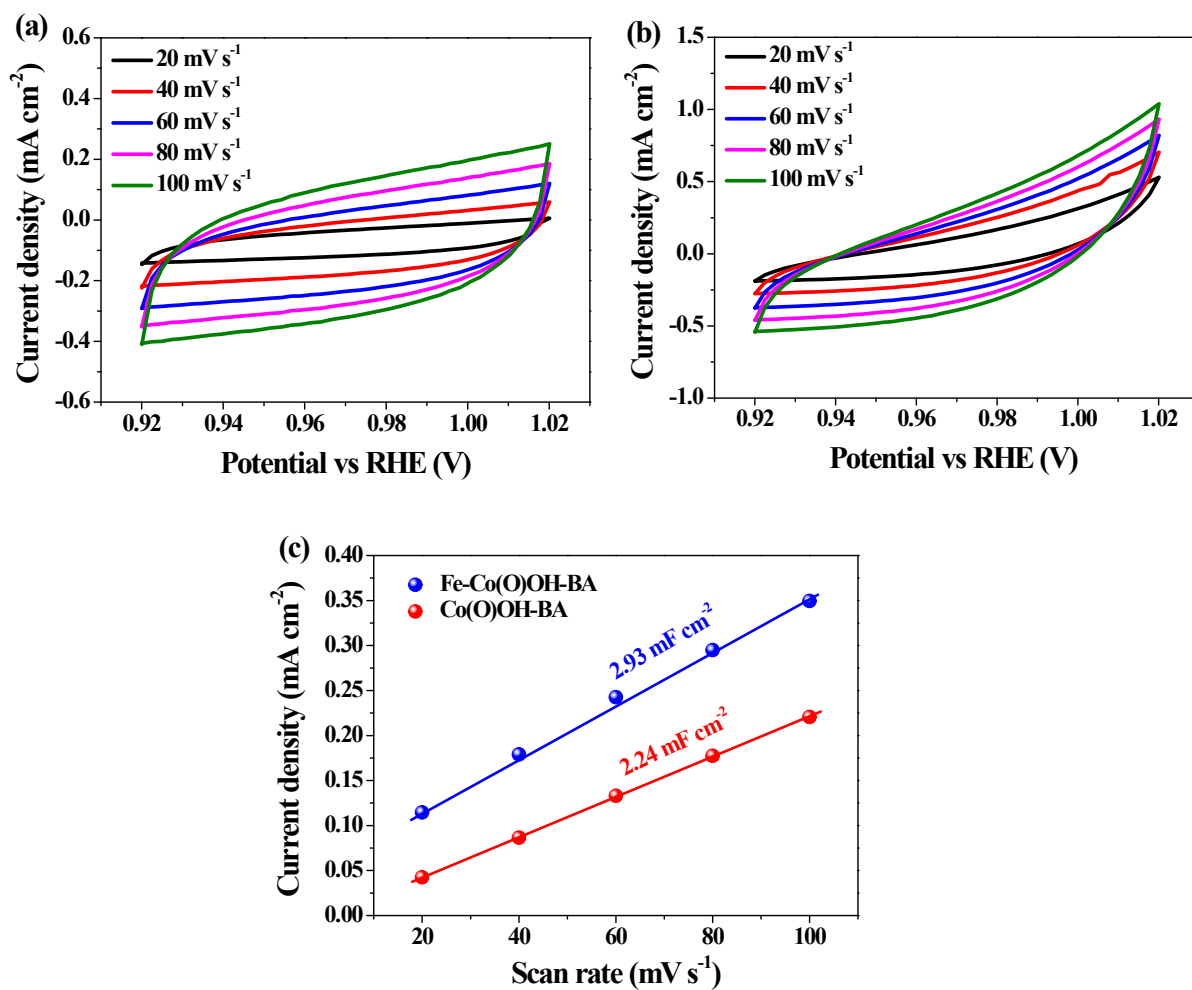 (a)
0.6
0.4
0.2
0.0
-0.2
-0.4
-0.6
Current density (mA cm⁻²)
20 mV s⁻¹
40 mV s⁻¹
60 mV s⁻¹
80 mV s⁻¹
100 mV s⁻¹
0.92 0.94 0.96 0.98 1.00 1.02
Potential vs RHE (V)
(b)
1.5
1.0
0.5
0.0
-0.5
-1.0
Current density (mA cm⁻²)
20 mV s⁻¹
40 mV s⁻¹
60 mV s⁻¹
80 mV s⁻¹
100 mV s⁻¹
0.92 0.94 0.96 0.98 1.00 1.02
Potential vs RHE (V)
(c)
0.40
0.35
0.30
0.25
0.20
0.15
0.10
0.05
0.00
Current density (mA cm⁻²)
Fe-Co(O)OH-BA
Co(O)OH-BA
2.93 mF cm⁻²
2.24 mF cm⁻²
20 40 60 80 100
Scan rate (mV s⁻¹)